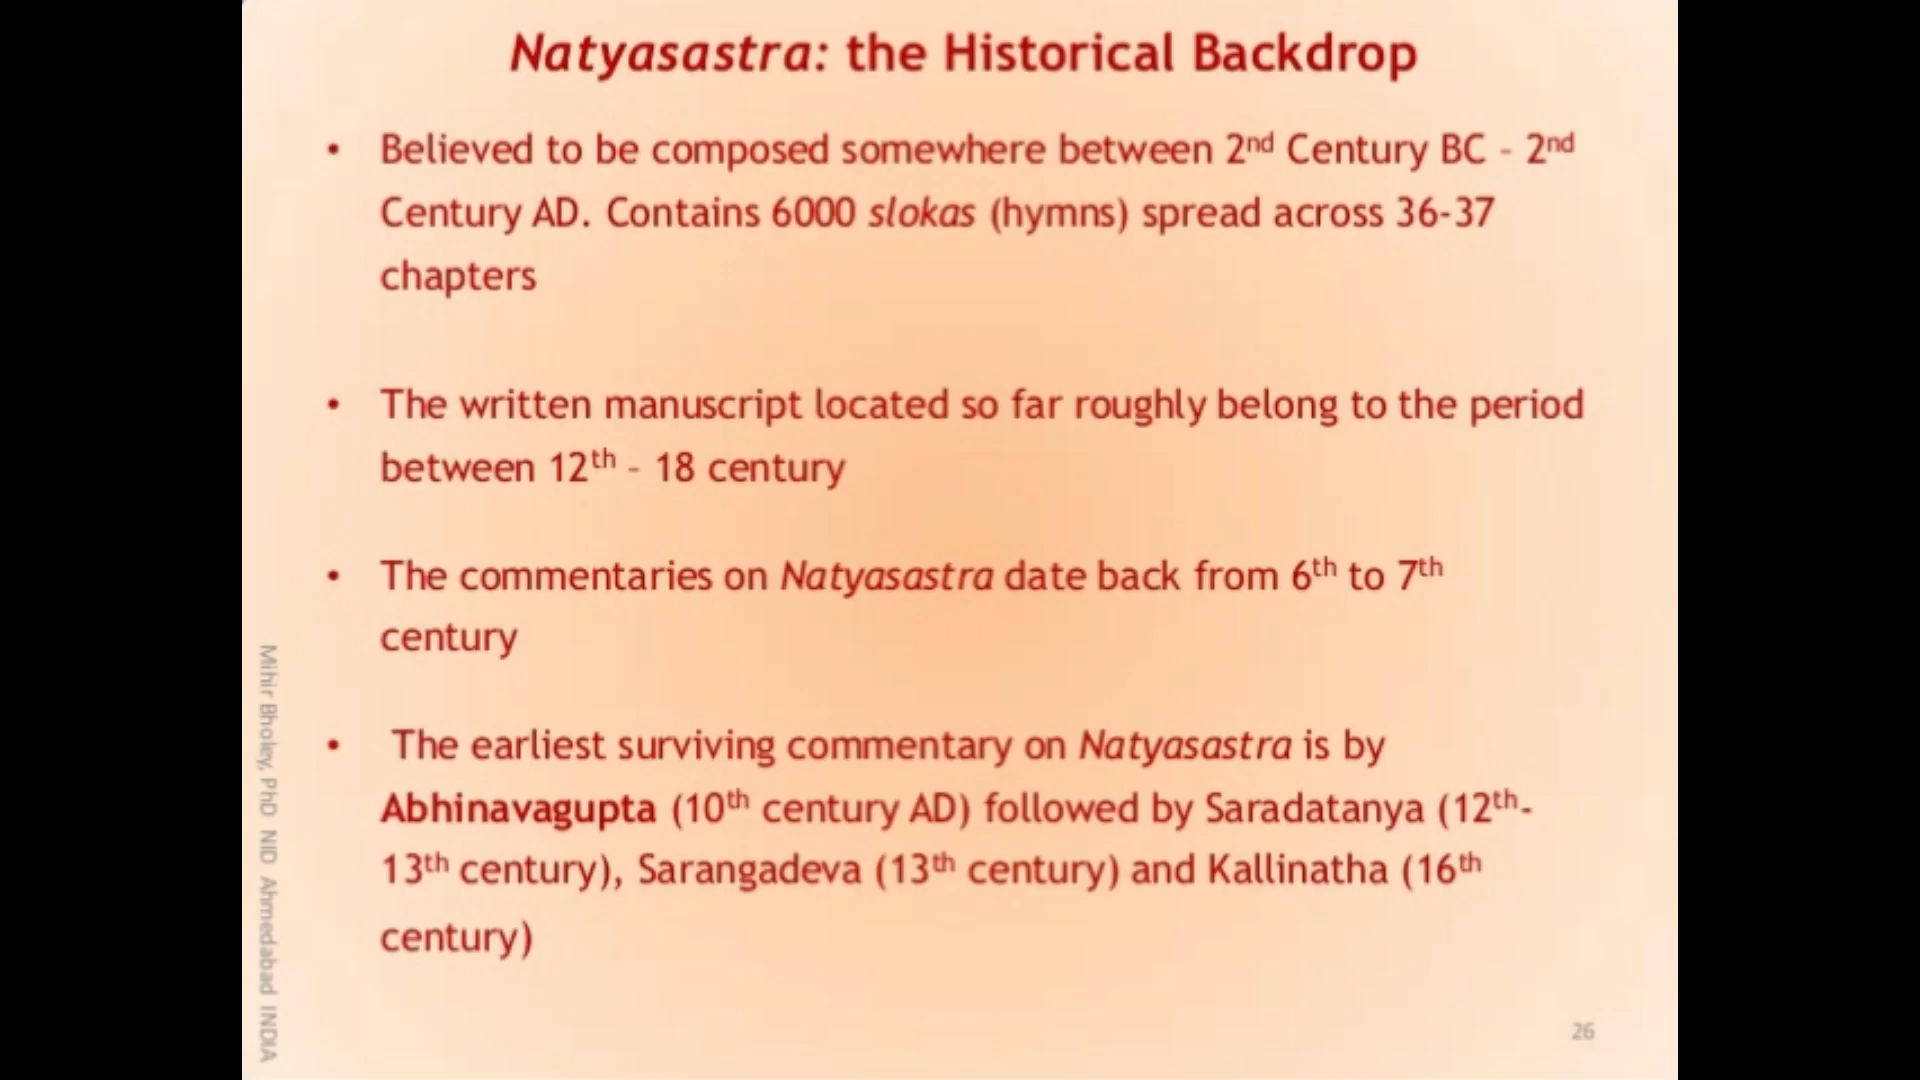 Natyasastra: the Historical Backdrop
• Believed to be composed somewhere between 2nd Century BC - 2nd
Century AD. Contains 6000 slokas (hymns) spread across 36-37
chapters
• The written manuscript located so far roughly belong to the period
between 12th - 18 century
• The commentaries on Natyasastra date back from 6th to 7th
century
• The earliest surviving commentary on Natyasastra is by
Abhinavagupta (10th century AD) followed by Saradatanya (12th-
13th century), Sarangadeva (13th century) and Kallinatha (16th
century)
Mihir Bholey, PhD NID Ahmedabad INDIA
26